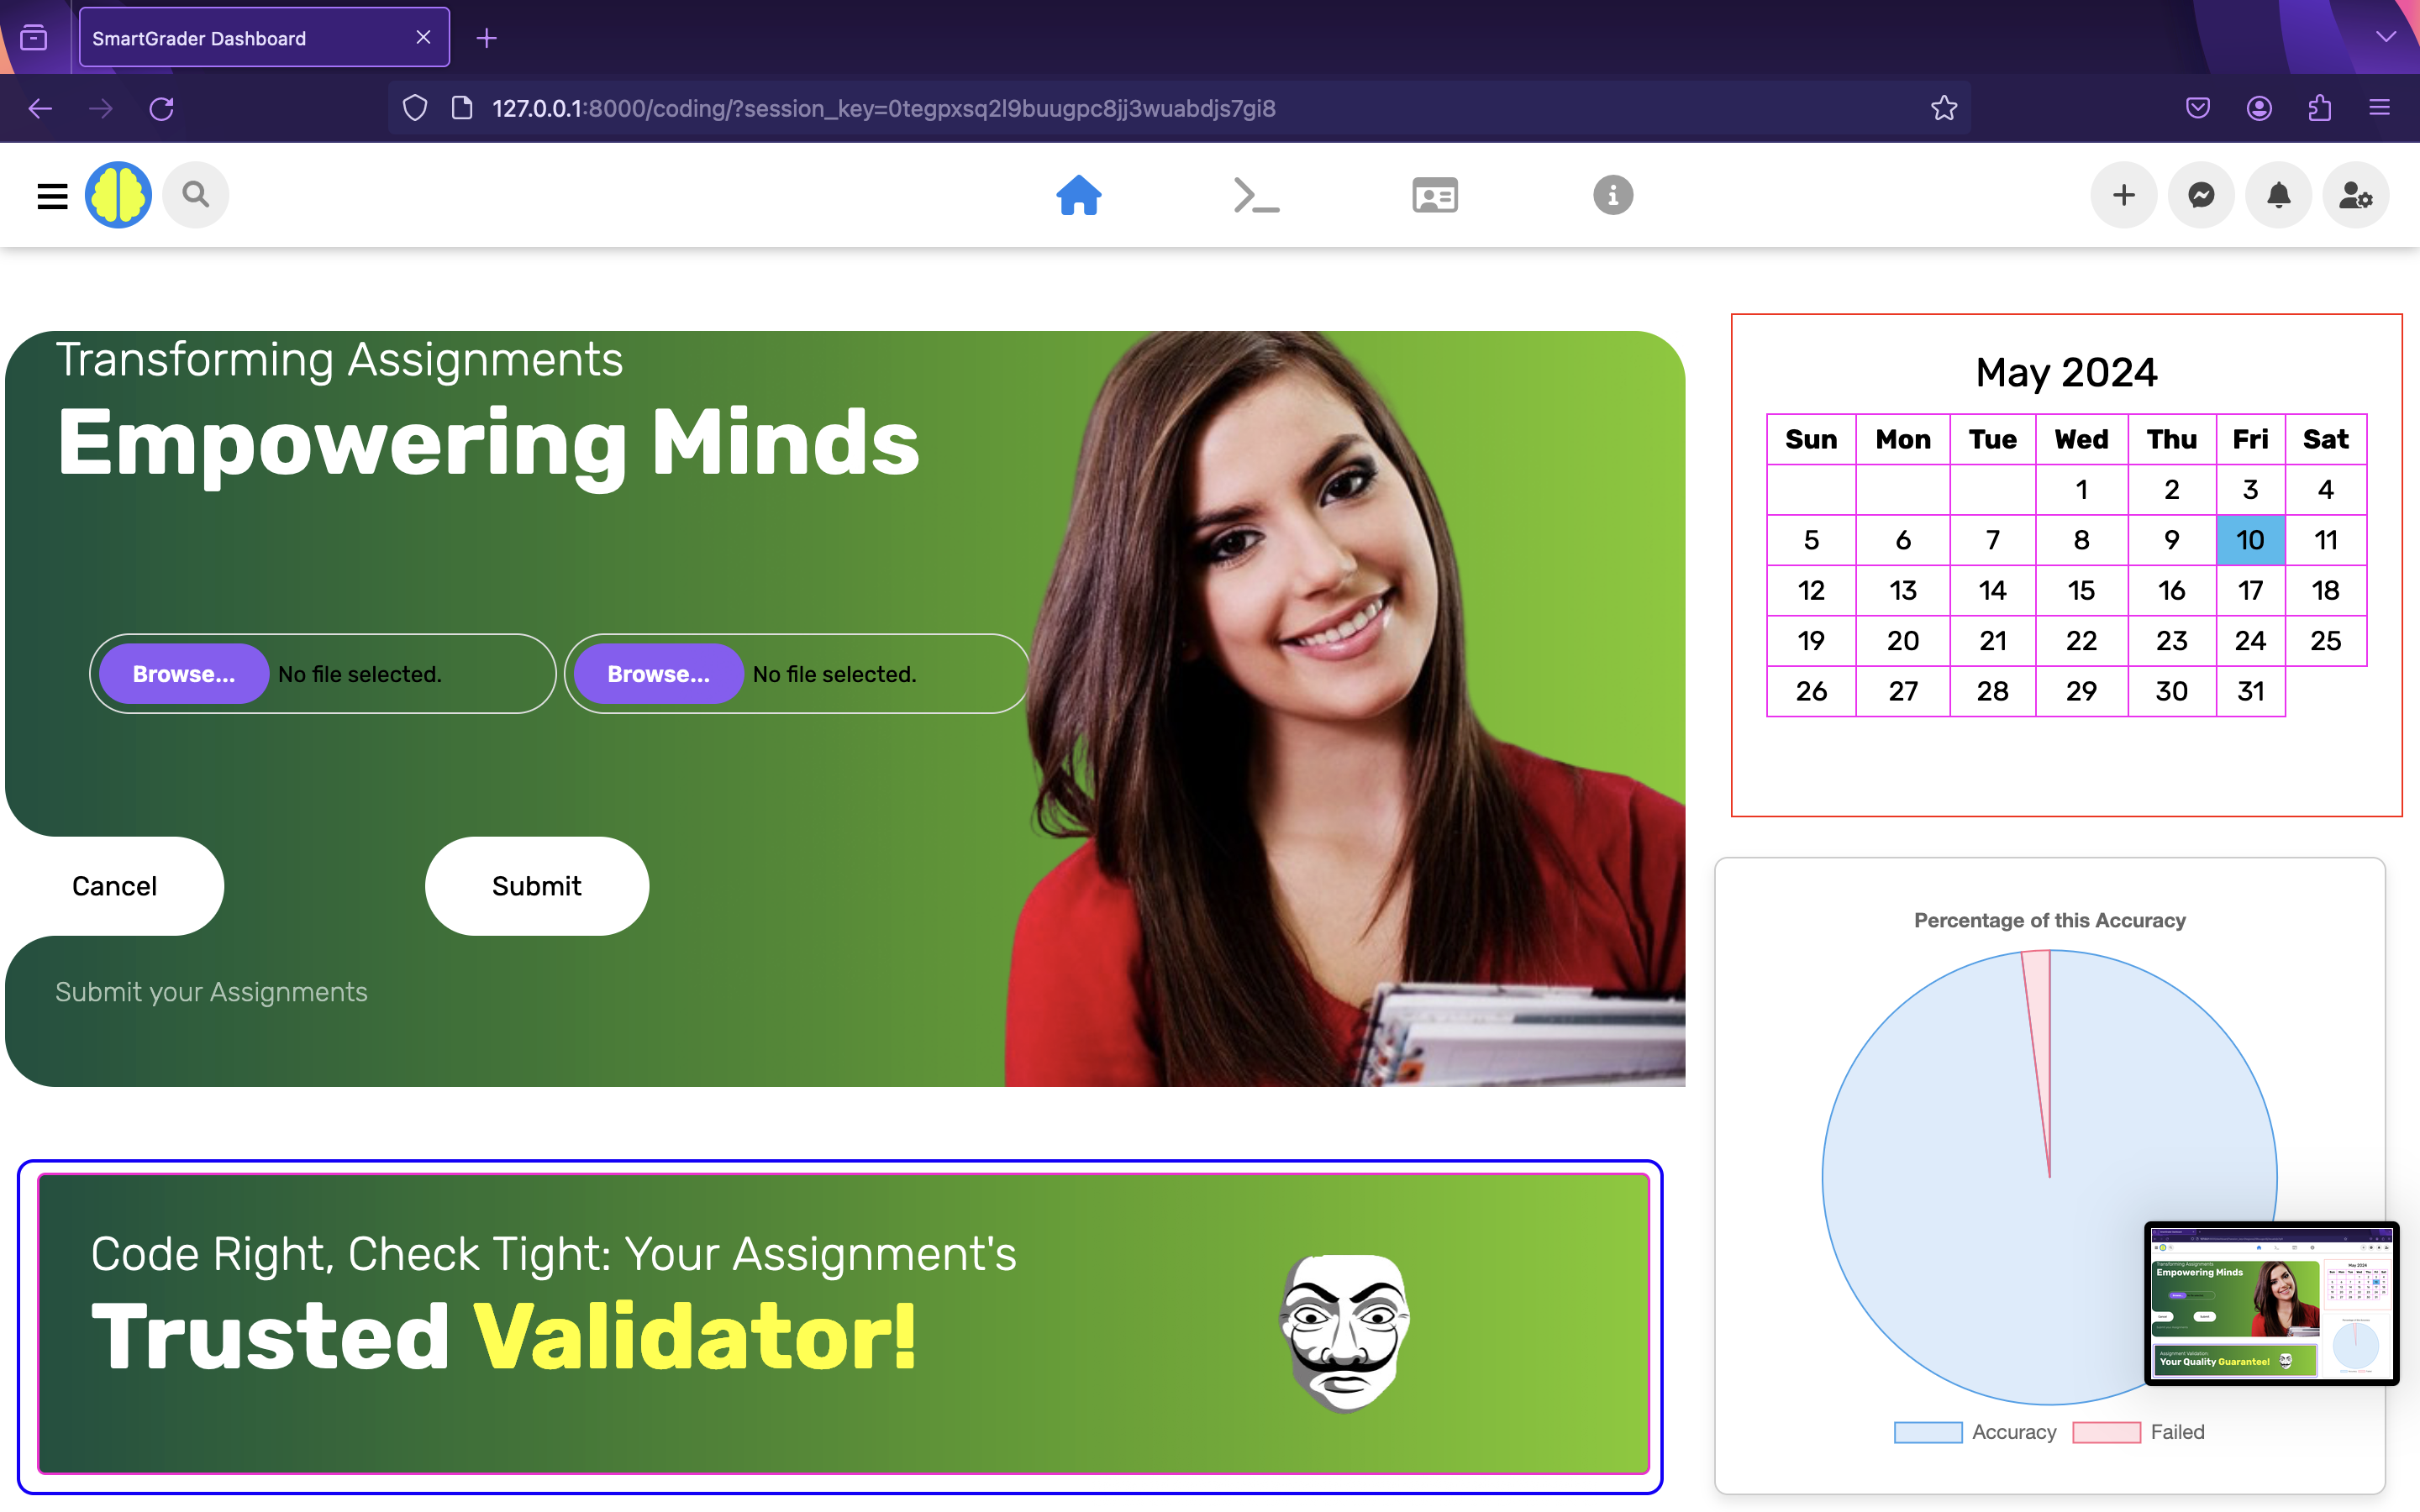 SmartGrader Dashboard
127.0.0.1:8000/coding/?session_key=0tegpxsq2l9buugpc8jj3wuabdjs7gi8
Transforming Assignments
Empowering Minds
Browse... No file selected. Browse... No file selected.
Cancel Submit
Submit your Assignments
May 2024
Sun Mon Tue Wed Thu Fri Sat
1 2 3 4
5 6 7 8 9 10 11
12 13 14 15 16 17 18
19 20 21 22 23 24 25
26 27 28 29 30 31
Percentage of this Accuracy
Accuracy Failed
Code Right, Check Tight: Your Assignment's
Trusted Validator!
May 2024
Empowering Minds
Assignment Validation:
Your Quality Guarantee!